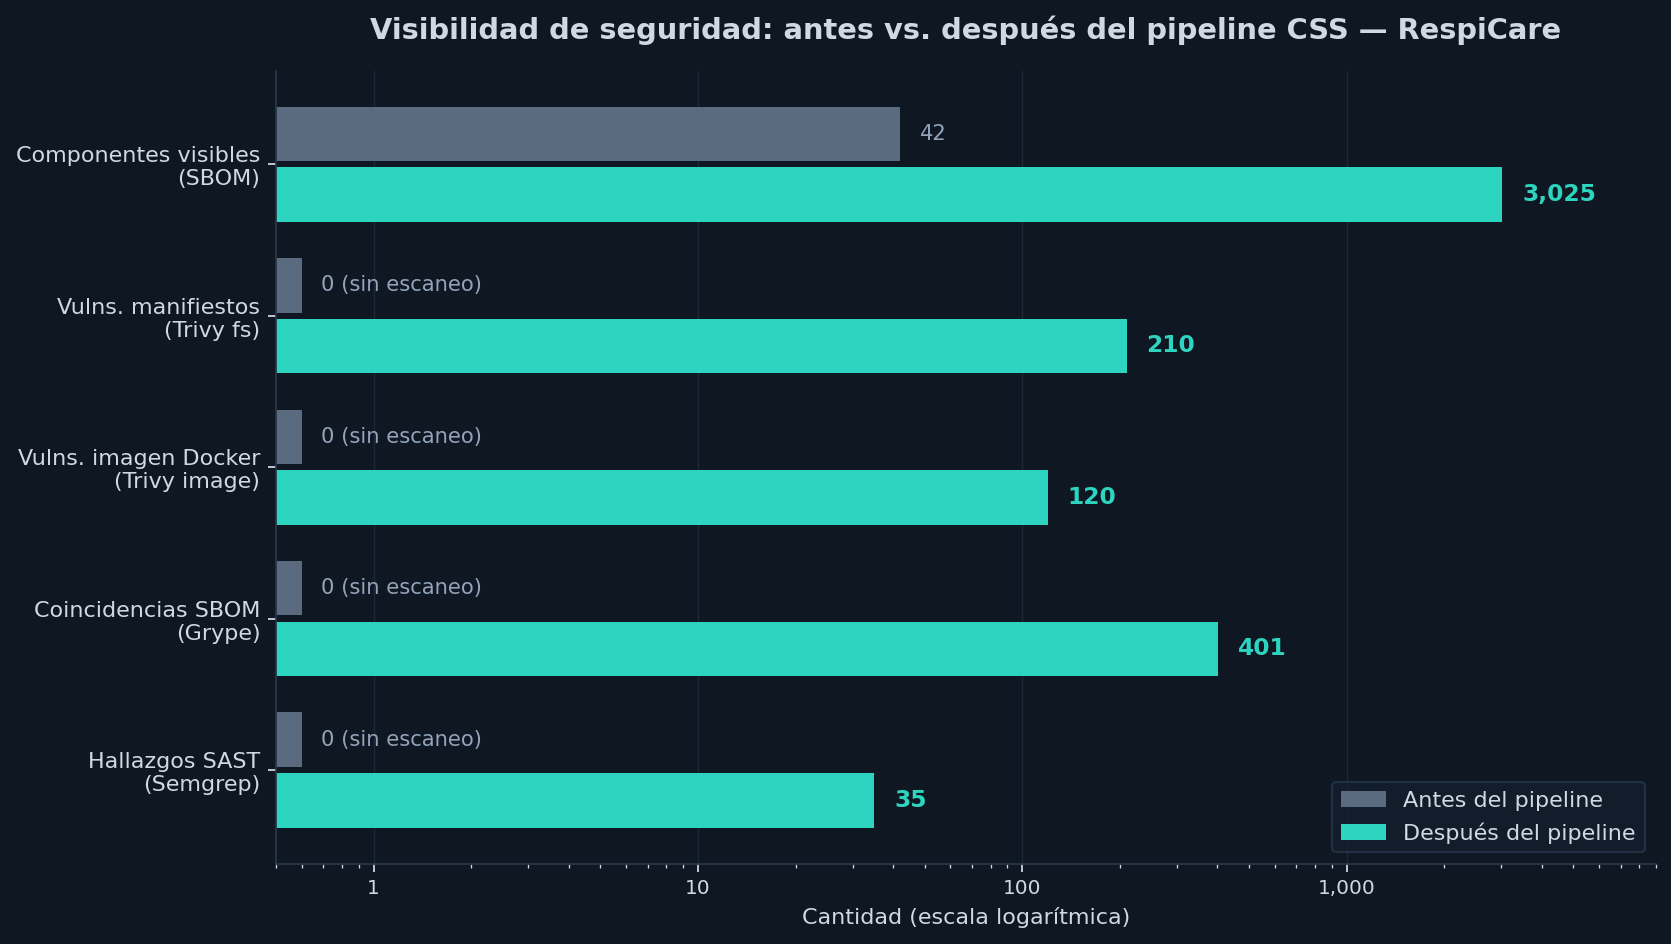 Visibilidad de seguridad: antes vs. después del pipeline CSS — RespiCare
Componentes visibles
(SBOM)
42
3,025
Vulns. manifiestos
(Trivy fs)
0 (sin escaneo)
210
Vulns. imagen Docker
(Trivy image)
0 (sin escaneo)
120
Coincidencias SBOM
(Grype)
0 (sin escaneo)
401
Hallazgos SAST
(Semgrep)
0 (sin escaneo)
35
Antes del pipeline
Después del pipeline
1 10 100 1,000
Cantidad (escala logarítmica)